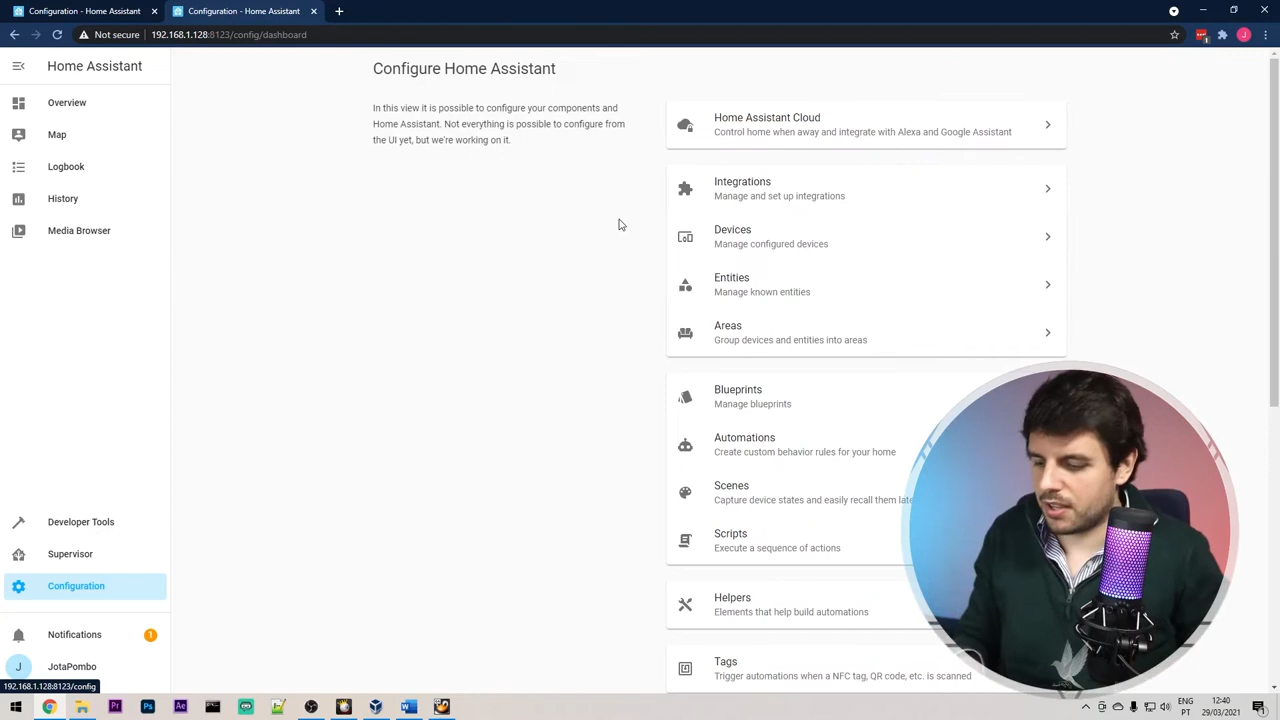 Configuration - Home Assistant
Configuration - Home Assistant
Not secure
192.168.1.128:8123/config/dashboard
Home Assistant
Overview
Map
Logbook
History
Media Browser
Developer Tools
Supervisor
Configuration
Notifications
1
J
JotaPombo
192.168.1.128:8123/config
Configure Home Assistant
In this view it is possible to configure your components and
Home Assistant. Not everything is possible to configure from
the UI yet, but we're working on it.
Home Assistant Cloud
Control home when away and integrate with Alexa and Google Assistant
Integrations
Manage and set up integrations
Devices
Manage configured devices
Entities
Manage known entities
Areas
Group devices and entities into areas
Blueprints
Manage blueprints
Automations
Create custom behavior rules for your home
Scenes
Capture device states and easily recall them
Scripts
Execute a sequence of actions
Helpers
Elements that help build automations
Tags
Trigger automations when a NFC tag, QR code, etc. is scanned
ENG
PT
12:40
29/03/2021